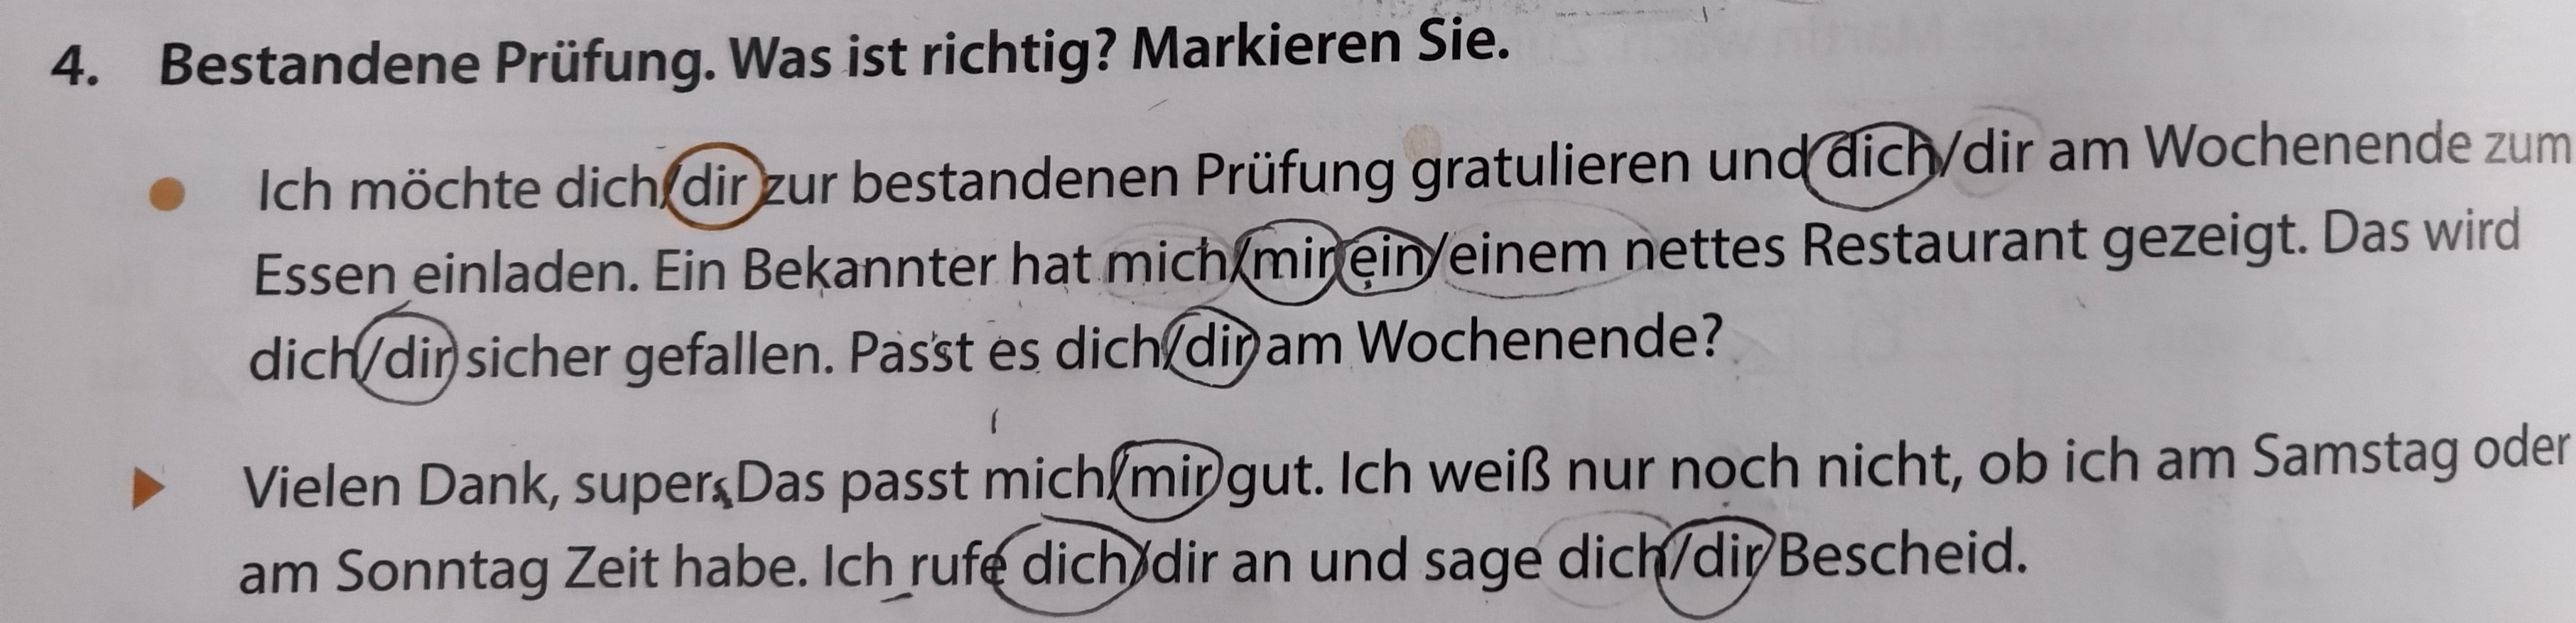 4. Bestandene Prüfung. Was ist richtig? Markieren Sie.
Ich möchte dich/dir zur bestandenen Prüfung gratulieren und dich/dir am Wochenende zum
Essen einladen. Ein Bekannter hat mich/mir ein/einem nettes Restaurant gezeigt. Das wird
dich/dir sicher gefallen. Passt es dich/dir am Wochenende?
Vielen Dank, super. Das passt mich/mir gut. Ich weiß nur noch nicht, ob ich am Samstag oder
am Sonntag Zeit habe. Ich rufe dich/dir an und sage dich/dir Bescheid.